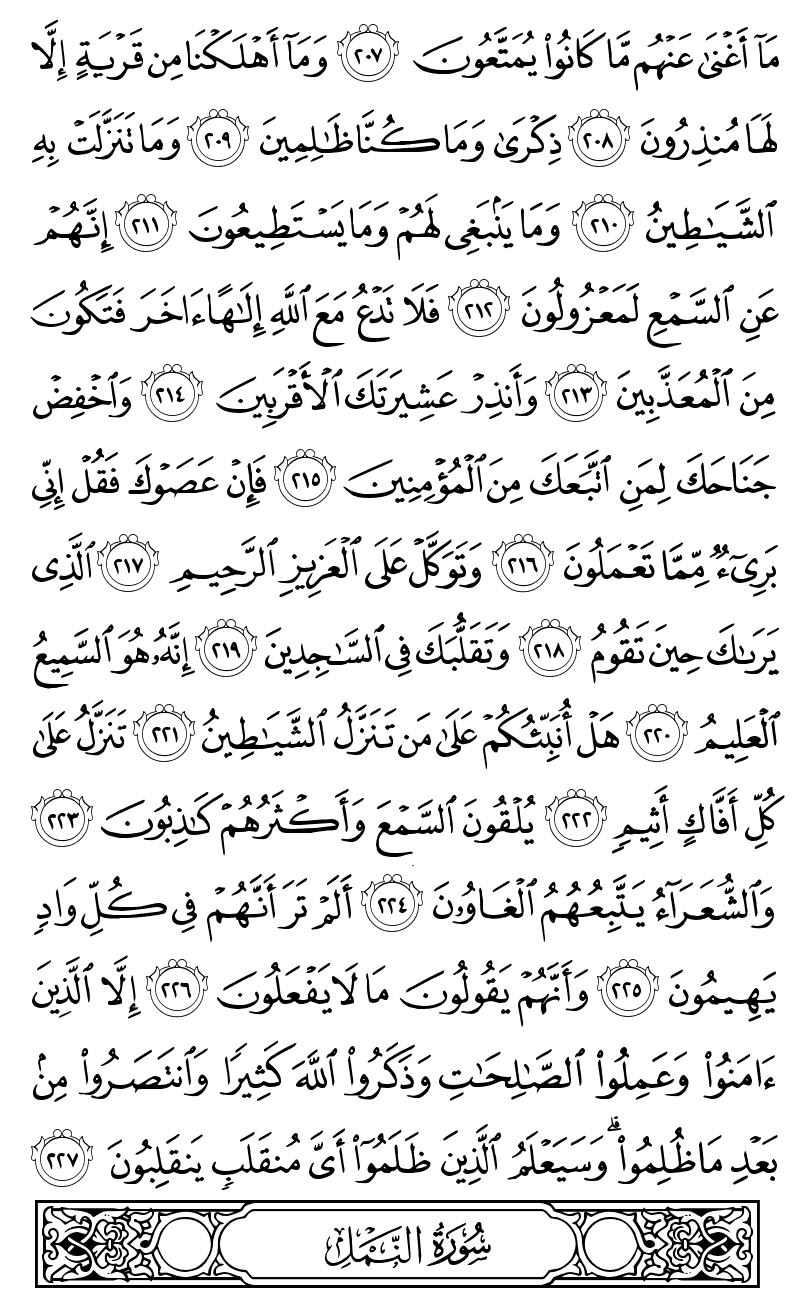 مَآ أَغْنَىٰ عَنْهُم مَّا كَانُوا۟ يُمَتَّعُونَ ٢٠٧ وَمَآ أَهْلَكْنَا مِن قَرْيَةٍ إِلَّا
لَهَا مُنذِرُونَ ٢٠٨ ذِكْرَىٰ وَمَا كُنَّا ظَـٰلِمِينَ ٢٠٩ وَمَا تَنَزَّلَتْ بِهِ
ٱلشَّيَـٰطِينُ ٢١٠ وَمَا يَنۢبَغِى لَهُمْ وَمَا يَسْتَطِيعُونَ ٢١١ إِنَّهُمْ
عَنِ ٱلسَّمْعِ لَمَعْزُولُونَ ٢١٢ فَلَا تَدْعُ مَعَ ٱللَّهِ إِلَـٰهًا ءَاخَرَ فَتَكُونَ
مِنَ ٱلْمُعَذَّبِينَ ٢١٣ وَأَنذِرْ عَشِيرَتَكَ ٱلْأَقْرَبِينَ ٢١٤ وَٱخْفِضْ
جَنَاحَكَ لِمَنِ ٱتَّبَعَكَ مِنَ ٱلْمُؤْمِنِينَ ٢١٥ فَإِنْ عَصَوْكَ فَقُلْ إِنِّى
بَرِىٓءٌ مِّمَّا تَعْمَلُونَ ٢١٦ وَتَوَكَّلْ عَلَى ٱلْعَزِيزِ ٱلرَّحِيمِ ٢١٧ ٱلَّذِى
يَرَىٰكَ حِينَ تَقُومُ ٢١٨ وَتَقَلُّبَكَ فِى ٱلسَّـٰجِدِينَ ٢١٩ إِنَّهُۥ هُوَ ٱلسَّمِيعُ
ٱلْعَلِيمُ ٢٢٠ هَلْ أُنَبِّئُكُمْ عَلَىٰ مَن تَنَزَّلُ ٱلشَّيَـٰطِينُ ٢٢١ تَنَزَّلُ عَلَىٰ
كُلِّ أَفَّاكٍ أَثِيمٍ ٢٢٢ يُلْقُونَ ٱلسَّمْعَ وَأَكْثَرُهُمْ كَـٰذِبُونَ ٢٢٣
وَٱلشُّعَرَآءُ يَتَّبِعُهُمُ ٱلْغَاوُۥنَ ٢٢٤ أَلَمْ تَرَ أَنَّهُمْ فِى كُلِّ وَادٍ
يَهِيمُونَ ٢٢٥ وَأَنَّهُمْ يَقُولُونَ مَا لَا يَفْعَلُونَ ٢٢٦ إِلَّا ٱلَّذِينَ
ءَامَنُوا۟ وَعَمِلُوا۟ ٱلصَّـٰلِحَـٰتِ وَذَكَرُوا۟ ٱللَّهَ كَثِيرًا وَٱنتَصَرُوا۟ مِنۢ
بَعْدِ مَا ظُلِمُوا۟ ۗ وَسَيَعْلَمُ ٱلَّذِينَ ظَلَمُوٓا۟ أَىَّ مُنقَلَبٍ يَنقَلِبُونَ ٢٢٧
سُورَةُ النَّمْلِ